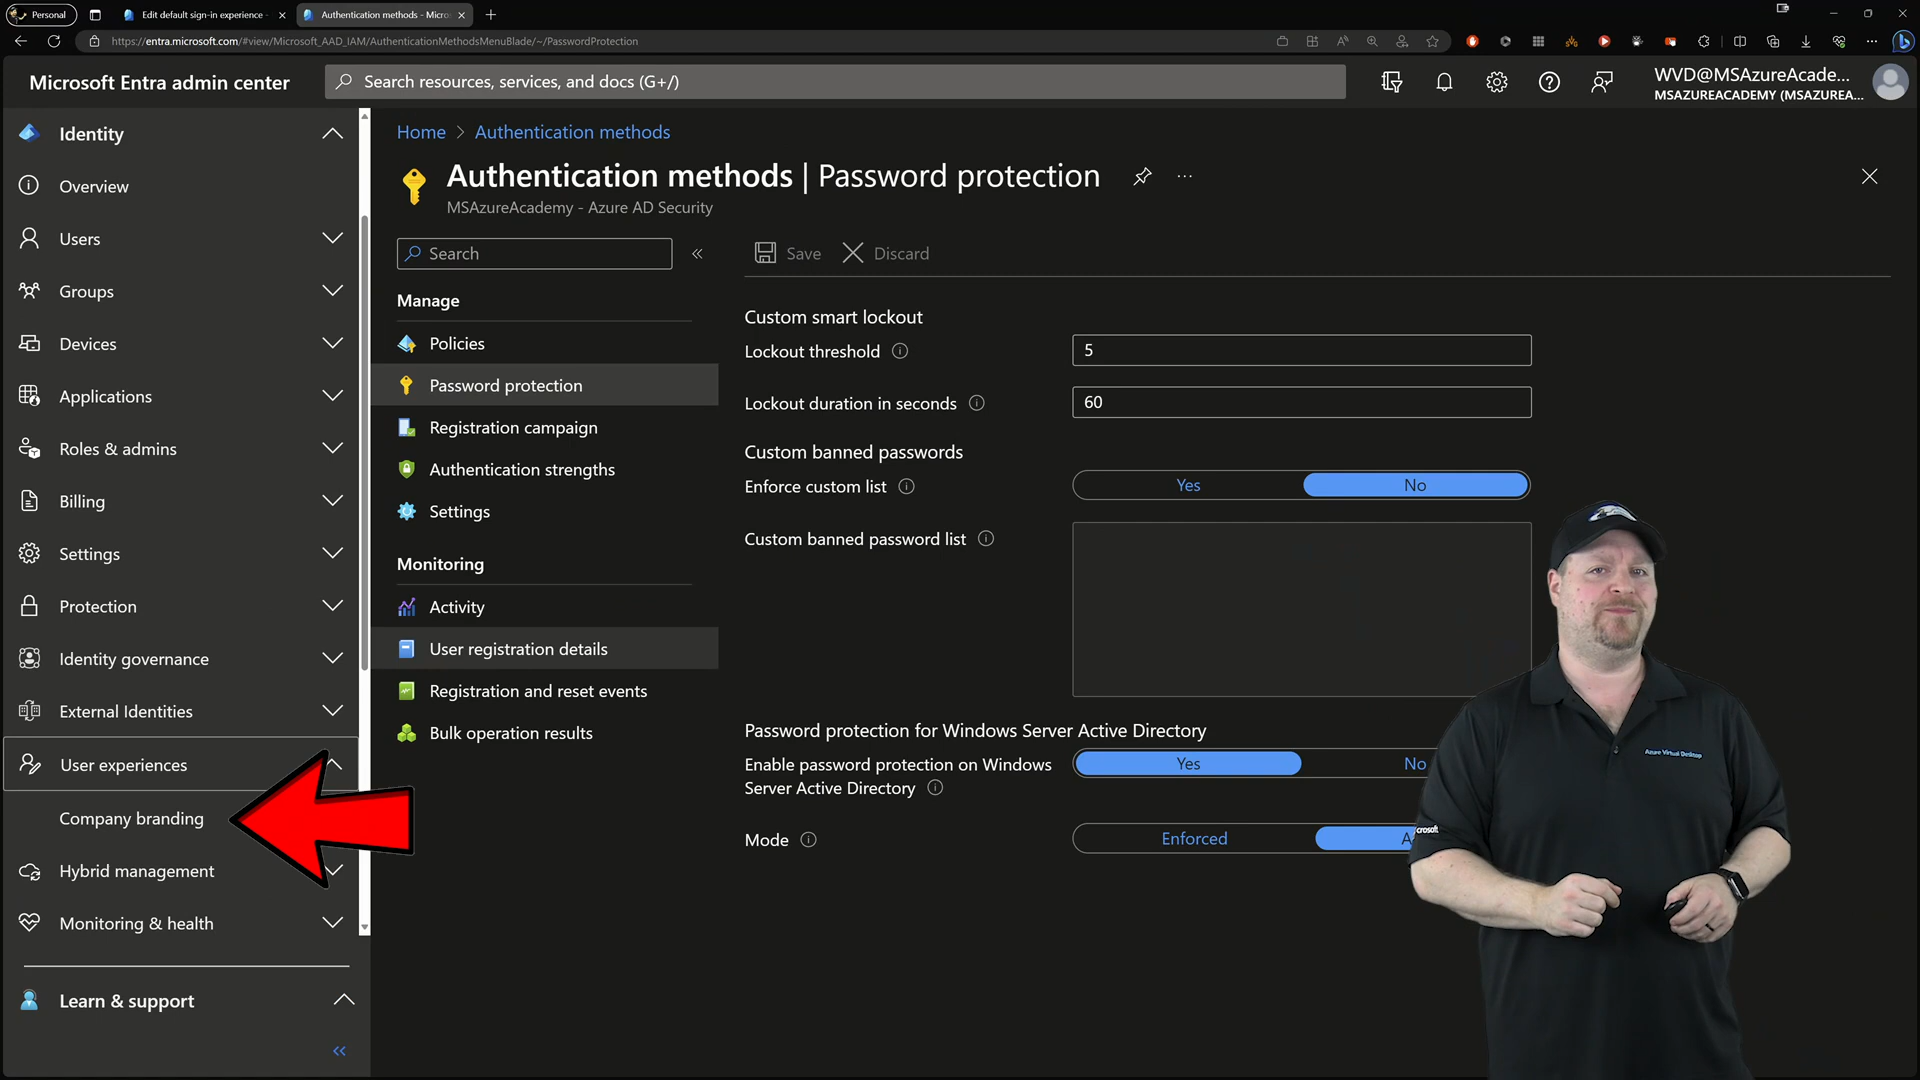 Personal
Edit default sign-in experience -
Authentication methods - Micro
https://entra.microsoft.com/#view/Microsoft_AAD_IAM/AuthenticationMethodsMenuBlade/~/PasswordProtection
Microsoft Entra admin center
Search resources, services, and docs (G+/)
WVD@MSAzureAcade...
MSAZUREACADEMY (MSAZUREA...
Identity
Overview
Users
Groups
Devices
Applications
Roles & admins
Billing
Settings
Protection
Identity governance
External Identities
User experiences
Company branding
Hybrid management
Monitoring & health
Learn & support
Home > Authentication methods
Authentication methods | Password protection
MSAzureAcademy - Azure AD Security
Search
Manage
Policies
Password protection
Registration campaign
Authentication strengths
Settings
Monitoring
Activity
User registration details
Registration and reset events
Bulk operation results
Save Discard
Custom smart lockout
Lockout threshold 5
Lockout duration in seconds 60
Custom banned passwords
Enforce custom list Yes No
Custom banned password list
Password protection for Windows Server Active Directory
Enable password protection on Windows
Server Active Directory
Yes No
Mode Enforced A
Azure Virtual Desktop
crosoft